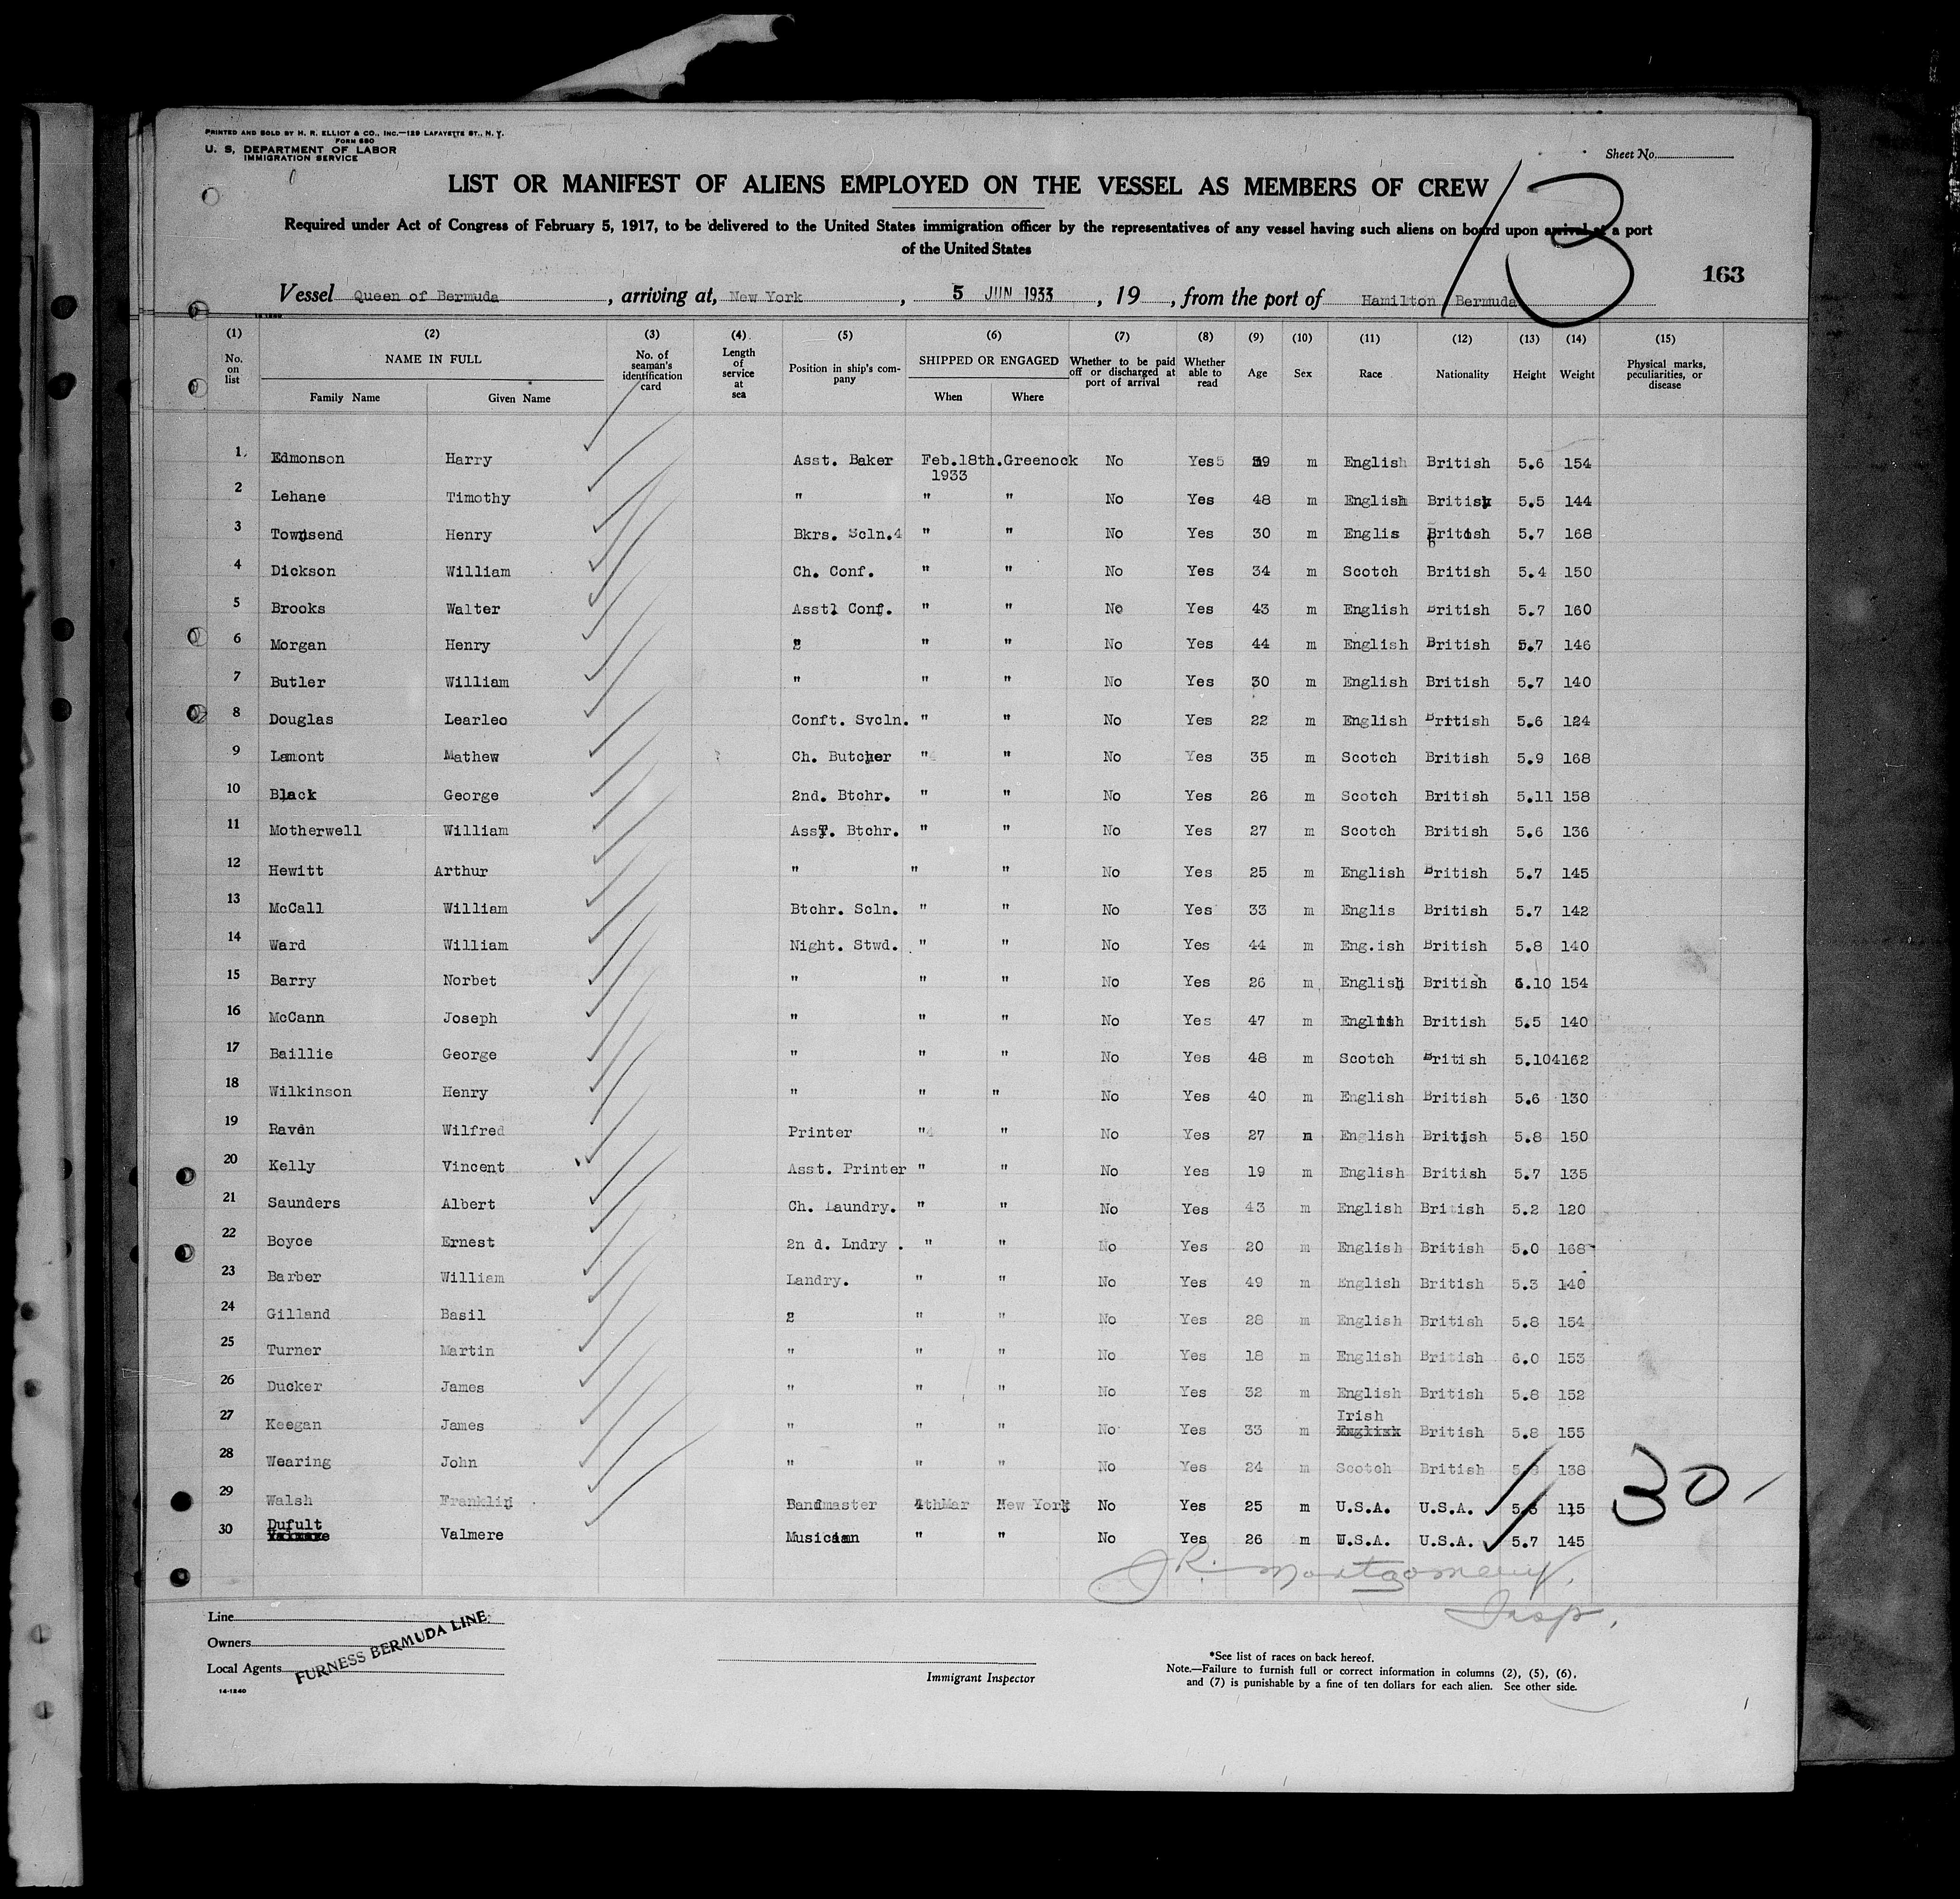 PRINTED AND SOLD BY H. R. ELLIOT & CO., INC.—129 LAFAYETTE ST., N. Y.
FORM 680
U. S. DEPARTMENT OF LABOR
IMMIGRATION SERVICE
Sheet No.
LIST OR MANIFEST OF ALIENS EMPLOYED ON THE VESSEL AS MEMBERS OF CREW
13
Required under Act of Congress of February 5, 1917, to be delivered to the United States immigration officer by the representatives of any vessel having such aliens on board upon arrival at a port
of the United States
163
Vessel Queen of Bermuda, arriving at, New York, 5 JUN 1933, 19, from the port of Hamilton Bermuda
(1) (2) (3) (4) (5) (6) (7) (8) (9) (10) (11) (12) (13) (14) (15)
No. on list NAME IN FULL Family Name Given Name No. of seaman's identification card Length of service at sea Position in ship's company SHIPPED OR ENGAGED When Where Whether to be paid off or discharged at port of arrival Whether able to read Age Sex Race Nationality Height Weight Physical marks, peculiarities, or disease
1 Edmonson Harry Asst. Baker Feb.18th. 1933 Greenock No Yes 59 m English British 5.6 154
2 Lehane Timothy " " " No Yes 48 m English British 5.5 144
3 Townsend Henry Bkrs. Scln.4 " " No Yes 30 m Englis British 5.7 168
4 Dickson William Ch. Conf. " " No Yes 34 m Scotch British 5.4 150
5 Brooks Walter Asstl Conf. " " No Yes 43 m English British 5.7 160
6 Morgan Henry " " " No Yes 44 m English British 5.7 146
7 Butler William " " " No Yes 30 m English British 5.7 140
8 Douglas Learleo Conft. Svcln. " " No Yes 22 m English British 5.6 124
9 Lamont Mathew Ch. Butcher " " No Yes 35 m Scotch British 5.9 168
10 Black George 2nd. Btchr. " " No Yes 26 m Scotch British 5.11 158
11 Motherwell William AssT. Btchr. " " No Yes 27 m Scotch British 5.6 136
12 Hewitt Arthur " " " No Yes 25 m English British 5.7 145
13 McCall William Btchr. Scln. " " No Yes 33 m Englis British 5.7 142
14 Ward William Night. Stwd. " " No Yes 44 m Eng.ish British 5.8 140
15 Barry Norbet " " " No Yes 26 m English British .10 154
16 McCann Joseph " " " No Yes 47 m English British 5.5 140
17 Baillie George " " " No Yes 48 m Scotch British 5.104162
18 Wilkinson Henry " " " No Yes 40 m English British 5.6 130
19 Raven Wilfred Printer " " No Yes 27 m English British 5.8 150
20 Kelly Vincent Asst. Printer " " No Yes 19 m English British 5.7 135
21 Saunders Albert Ch. Laundry. " " No Yes 43 m English British 5.2 120
22 Boyce Ernest 2n d. Lndry . " " No Yes 20 m English British 5.0 168
23 Barber William Landry. " " No Yes 49 m English British 5.3 140
24 Gilland Basil " " " No Yes 28 m English British 5.8 154
25 Turner Martin " " " No Yes 18 m English British 6.0 153
26 Ducker James " " " No Yes 32 m English British 5.8 152
27 Keegan James " " " No Yes 33 m Irish English British 5.8 155
28 Wearing John " " " No Yes 24 m Scotch British 138
29 Walsh Franklin Bandmaster 4thMar New York No Yes 25 m U.S.A. U.S.A. 115
30 Dufult Valmere Valmere Musician " " No Yes 26 m U.S.A. U.S.A. 5.7 145
30
J R. Montgomery.
Insp.
Line
Owners
Local Agents
FURNESS BERMUDA LINE.
14-1240
Immigrant Inspector
*See list of races on back hereof.
Note.—Failure to furnish full or correct information in columns (2), (5), (6), and (7) is punishable by a fine of ten dollars for each alien. See other side.